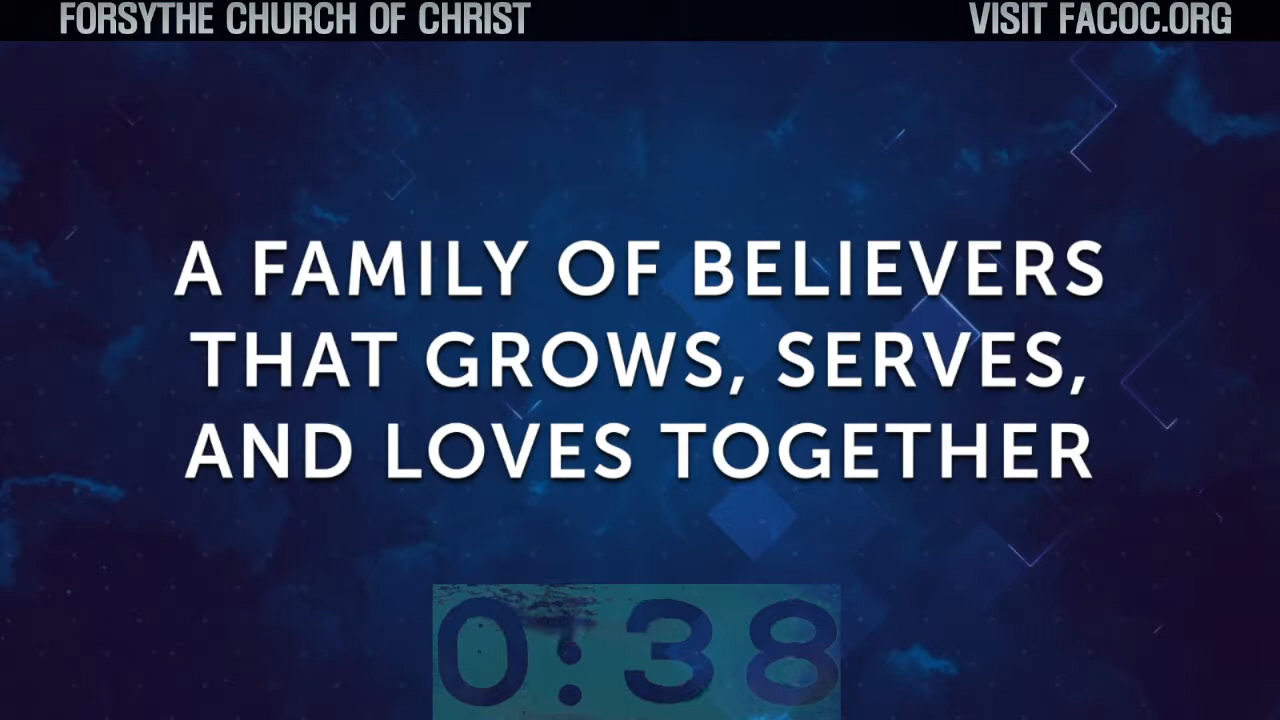 FORSYTHE CHURCH OF CHRIST
VISIT FACOC.ORG
A FAMILY OF BELIEVERS
THAT GROWS, SERVES,
AND LOVES TOGETHER
0:38